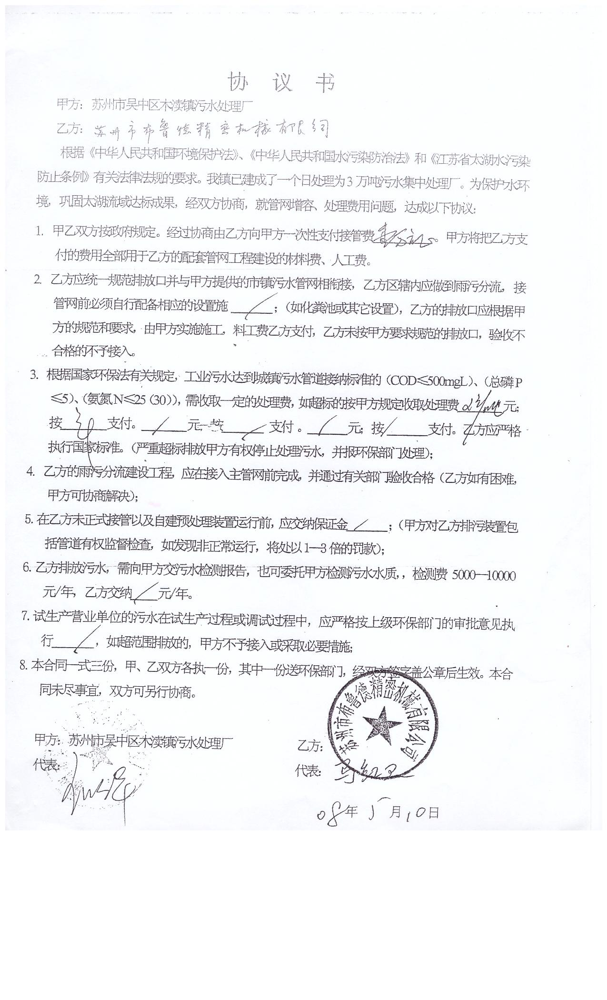 协 议 书
甲方：苏州市吴中区木渎镇污水处理厂
乙方：苏州市布鲁德精密机械有限公司
根据《中华人民共和国环境保护法》、《中华人民共和国水污染防治法》和《江苏省太湖水污染
防止条例》有关法律法规的要求。我镇已建成了一个日处理为3万吨污水集中处理厂。为保护水环
境，巩固太湖流域达标成果，经双方协商，就管网增容、处理费用问题，达成以下协议：
1. 甲乙双方按政府规定。经过协商由乙方向甲方一次性支付接管费。甲方将把乙方支
付的费用全部用于乙方的配套管网工程建设的材料费、人工费。
2. 乙方应统一规范排放口并与甲方提供的市镇污水管网相衔接，乙方区辖内应做到雨污分流，接
管网前必须自行配备相应的设置施 ；（如化粪池或其它设置），乙方的排放口应根据甲
方的规范和要求，由甲方实施施工，料工费乙方支付，乙方未按甲方要求规范的排放口，验收不
合格的不予接入。
3. 根据国家环保法有关规定，工业污水达到城镇污水管道接纳标准的（COD≤500mgL）、（总磷P
≤5）、（氨氮N≤25（30）），需收取一定的处理费，如超标的按甲方规定收取处理费 元；
按 支付。 元 按 支付。 元；按 支付。乙方应严格
执行国家标准。（严重超标排放甲方有权停止处理污水，并报环保部门处理）；
4. 乙方的雨污分流建设工程，应在接入主管网前完成，并通过有关部门验收合格（乙方如有困难，
甲方可协商解决）；
5. 在乙方未正式接管以及自建预处理装置运行前，应交纳保证金 ；（甲方对乙方排污装置包
括管道有权监督检查，如发现非正常运行，将处以1—3倍的罚款）；
6. 乙方排放污水，需向甲方交污水检测报告，也可委托甲方检测污水水质，，检测费 5000—10000
元/年，乙方交纳 元/年。
7. 试生产营业单位的污水在试生产过程或调试过程中，应严格按上级环保部门的审批意见执
行 ，如超范围排放的，甲方不予接入或采取必要措施；
8. 本合同一式三份，甲、乙双方各执一份，其中一份送环保部门，经双方签字盖公章后生效。本合
同未尽事宜，双方可另行协商。
甲方：苏州市吴中区木渎镇污水处理厂
乙方：
苏州市布鲁德精密机械有限公司
代表：
代表：马红卫
08年5月10日